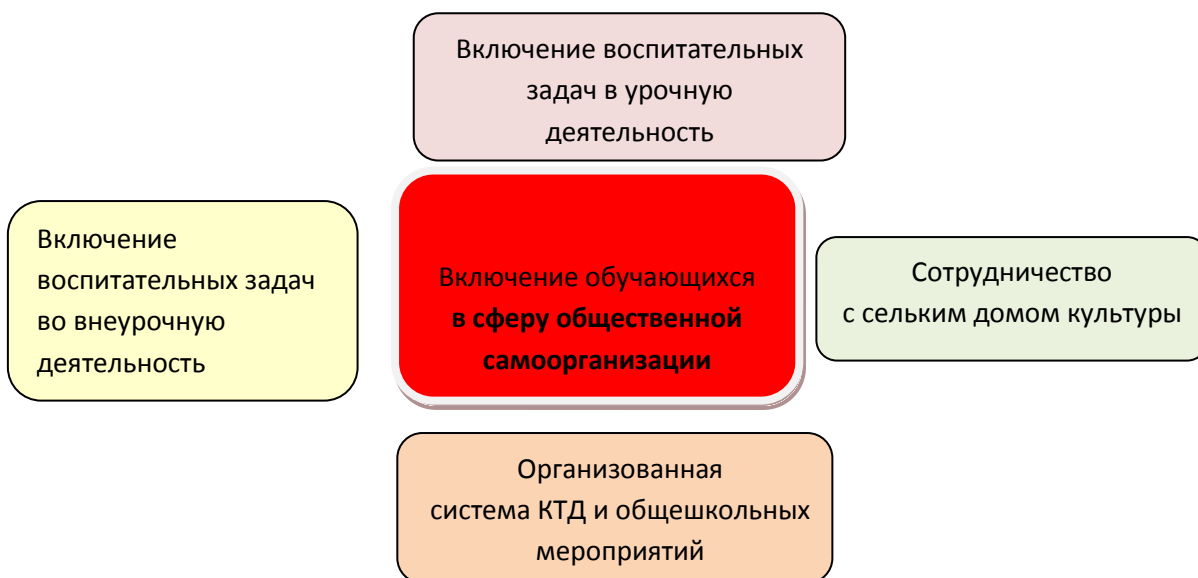 Включение воспитательных
задач в урочную
деятельность
Включение
воспитательных задач
во внеурочную
деятельность
Включение обучающихся
в сферу общественной
самоорганизации
Сотрудничество
с сельким домом культуры
Организованная
система КТД и общешкольных
мероприятий